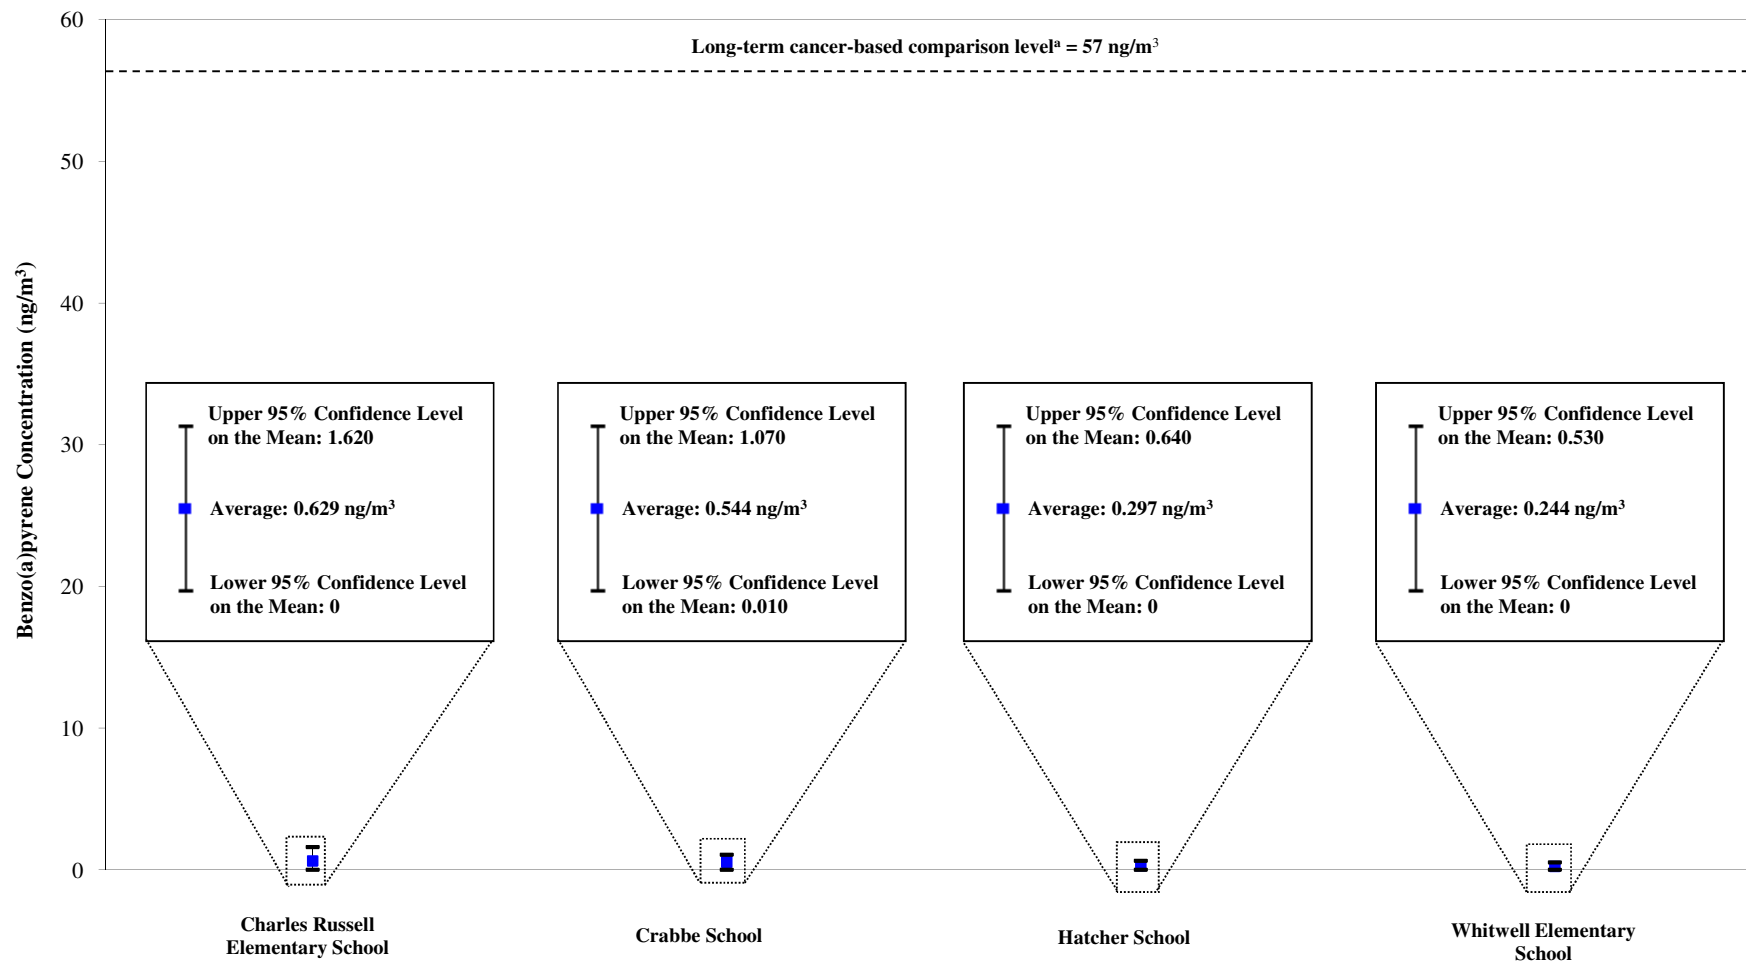 60
Long-term cancer-based comparison levelᵃ = 57 ng/m³
50
40
30
20
10
0
Benzo(a)pyrene Concentration (ng/m³)
Upper 95% Confidence Level
on the Mean: 1.620
Average: 0.629 ng/m³
Lower 95% Confidence Level
on the Mean: 0
Upper 95% Confidence Level
on the Mean: 1.070
Average: 0.544 ng/m³
Lower 95% Confidence Level
on the Mean: 0.010
Upper 95% Confidence Level
on the Mean: 0.640
Average: 0.297 ng/m³
Lower 95% Confidence Level
on the Mean: 0
Upper 95% Confidence Level
on the Mean: 0.530
Average: 0.244 ng/m³
Lower 95% Confidence Level
on the Mean: 0
Charles Russell
Elementary School
Crabbe School
Hatcher School
Whitwell Elementary
School